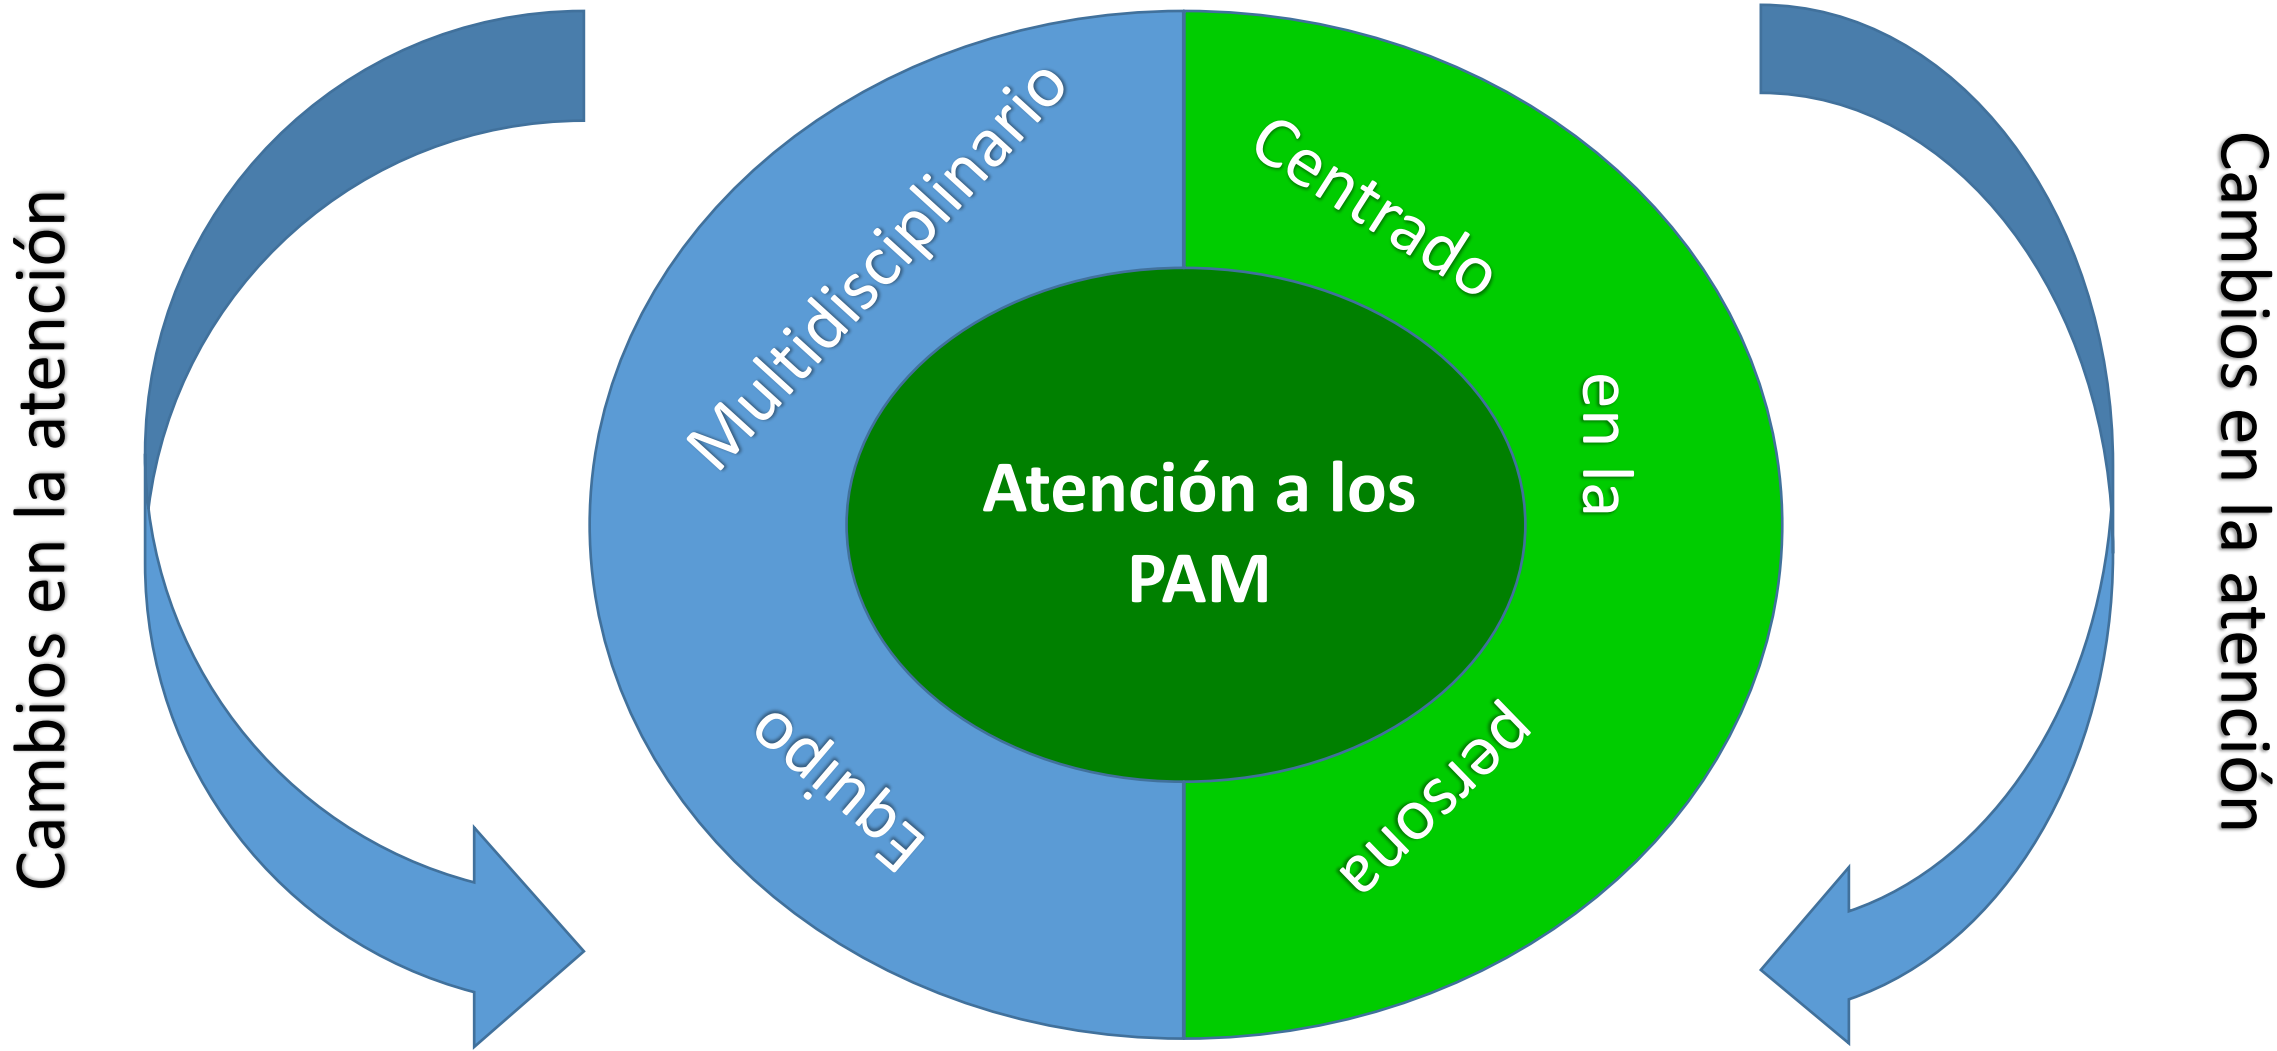 Cambios en la atención
Equipo
Multidisciplinario
Centrado
en la
persona
Atención a los
PAM
Cambios en la atención